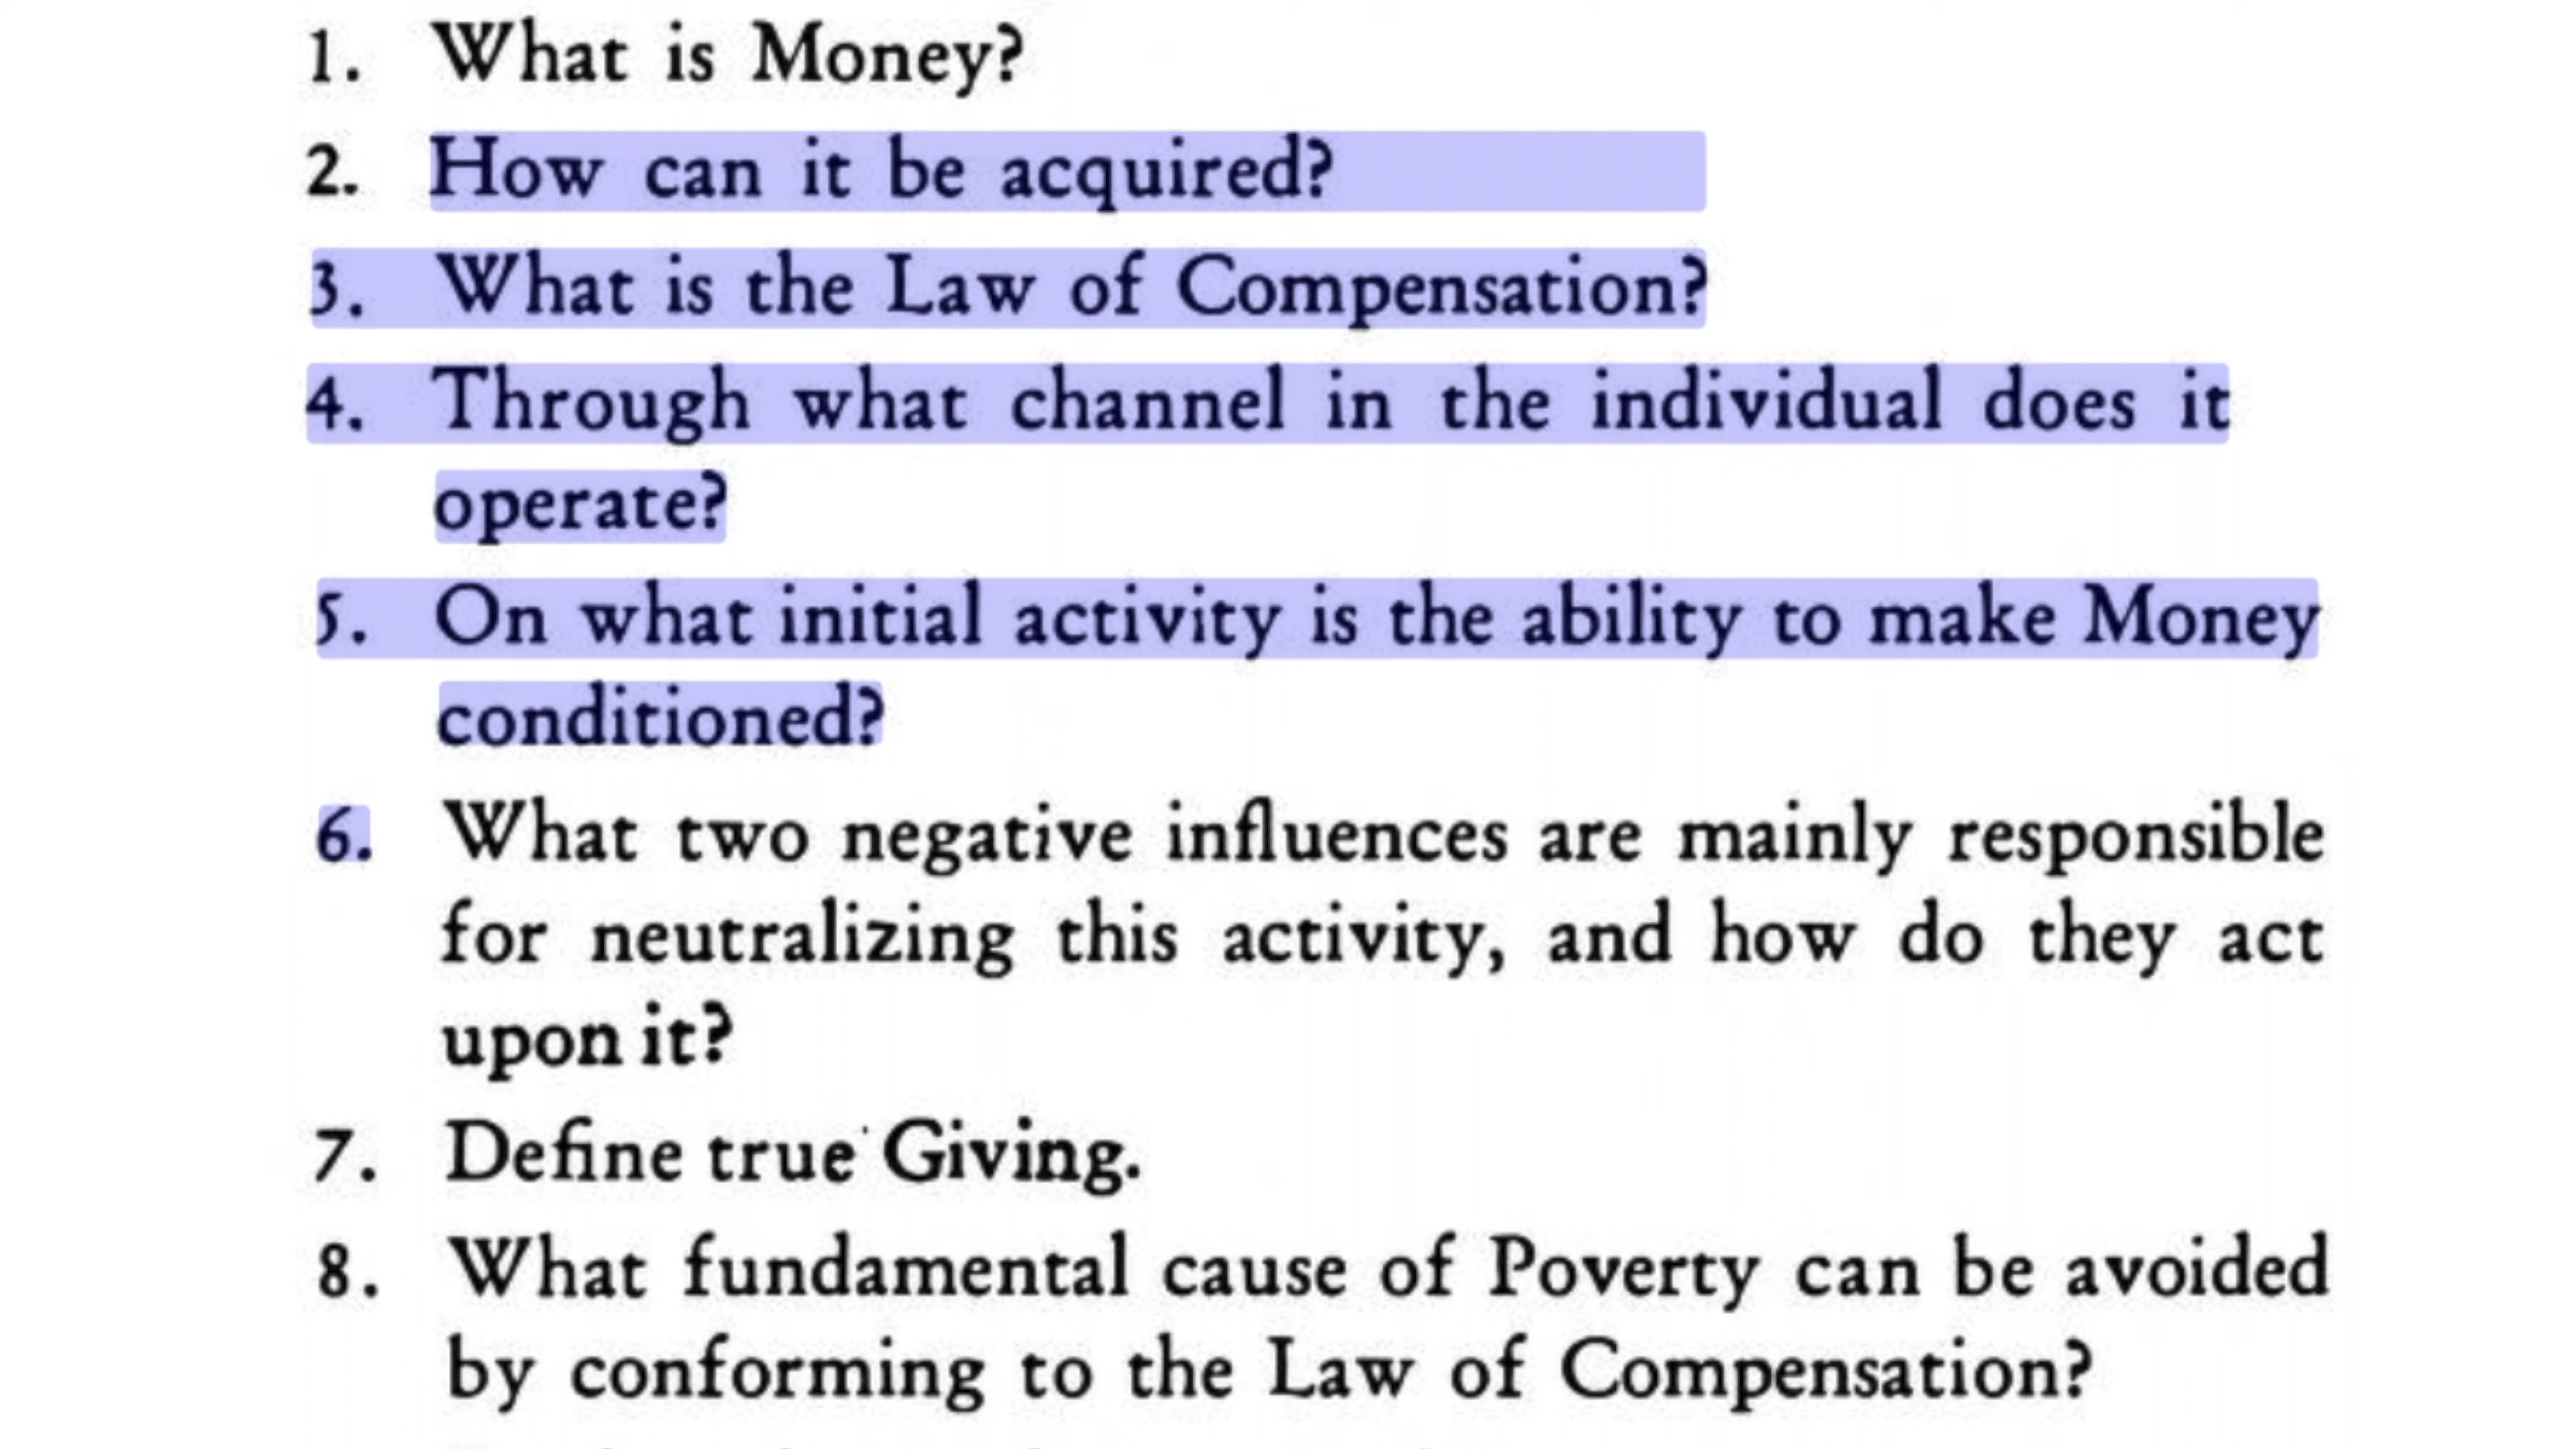 1. What is Money?
2. How can it be acquired?
3. What is the Law of Compensation?
4. Through what channel in the individual does it
operate?
5. On what initial activity is the ability to make Money
conditioned?
6. What two negative influences are mainly responsible
for neutralizing this activity, and how do they act
upon it?
7. Define true Giving.
8. What fundamental cause of Poverty can be avoided
by conforming to the Law of Compensation?